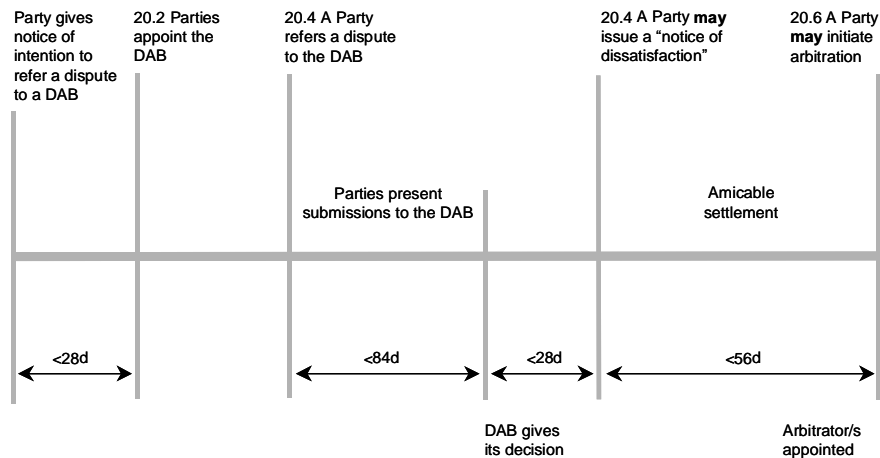 Party gives
notice of
intention to
refer a dispute
to a DAB
20.2 Parties
appoint the
DAB
20.4 A Party
refers a dispute
to the DAB
20.4 A Party may
issue a “notice of
dissatisfaction”
20.6 A Party
may initiate
arbitration
Parties present
submissions to the DAB
Amicable
settlement
<28d
<84d
<28d
<56d
DAB gives
its decision
Arbitrator/s
appointed